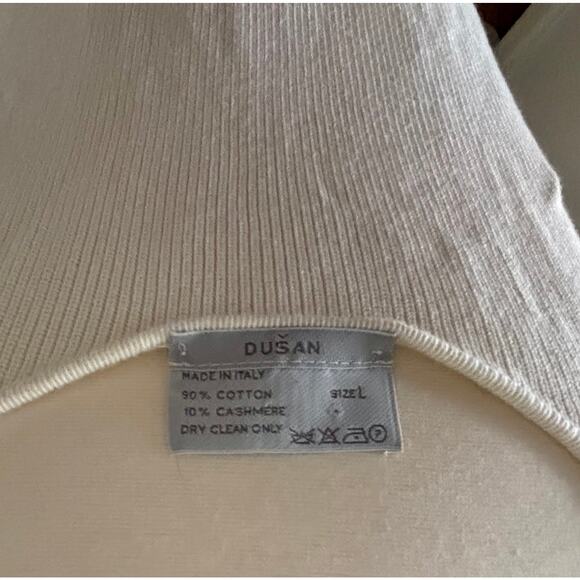 DUŠAN
MADE IN ITALY
90% COTTON SIZE L
10% CASHMERE
DRY CLEAN ONLY